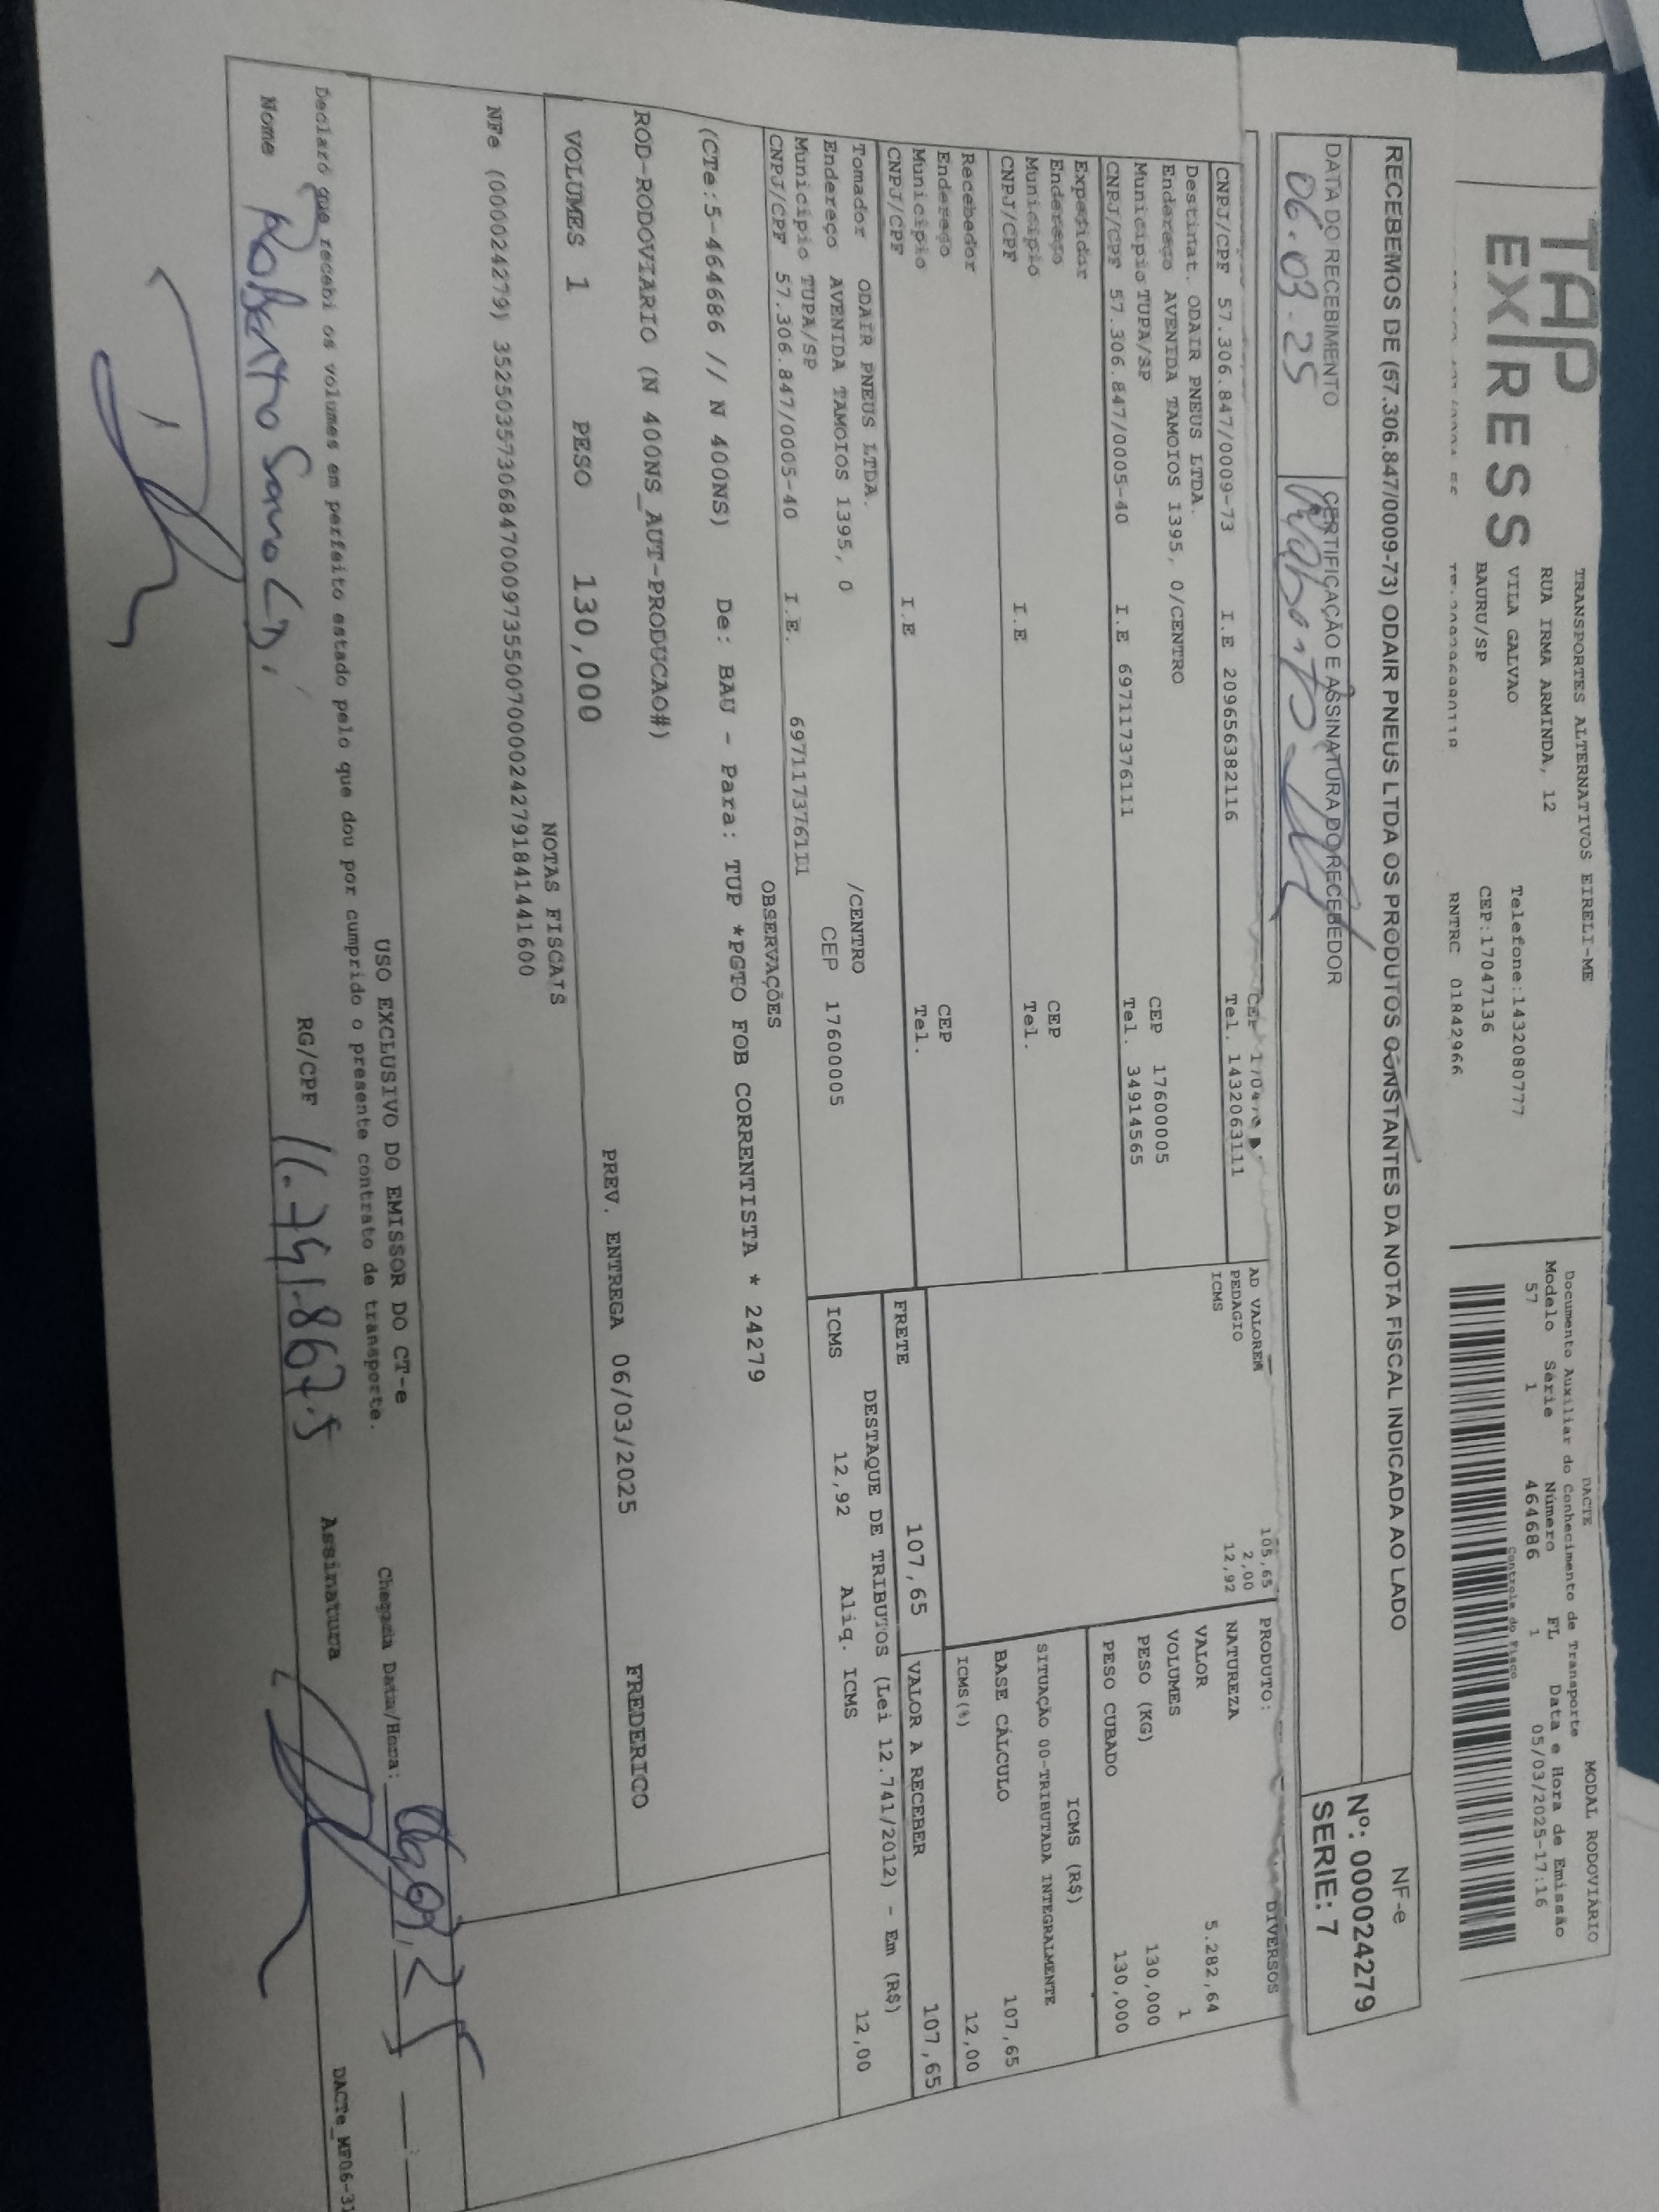 TAP
EXPRESS
TRANSPORTES ALTERNATIVOS EIRELI-ME
RUA IRMA ARMINDA, 12
VILA GALVAO
BAURU/SP
Telefone:1432080777
CEP:17047136
RNTRC 01842966
DACTE
Documento Auxiliar do Conhecimento de Transporte
MODAL RODOVIÁRIO
Modelo Série Número FL Data e Hora de Emissão
57 1 464686 1 05/03/2025-17:16
Controle do Fisco
RECEBEMOS DE (57.306.847/0009-73) ODAIR PNEUS LTDA OS PRODUTOS CONSTANTES DA NOTA FISCAL INDICADA AO LADO
NF-e
Nº: 000024279
SERIE: 7
DATA DO RECEBIMENTO
06.03.25
CERTIFICAÇÃO E ASSINATURA DO RECEBEDOR
CNPJ/CPF 57.306.847/0009-73 I.E 209656382116 Tel. 1432063111
Destinat. ODAIR PNEUS LTDA.
Endereço AVENIDA TAMOIOS 1395, 0/CENTRO CEP 17600005
Município TUPA/SP
CNPJ/CPF 57.306.847/0005-40 I.E 697117376111 Tel. 34914565
Expedidor
Endereço CEP
Município
CNPJ/CPF I.E Tel.
Recebedor
Endereço CEP
Município
CNPJ/CPF I.E Tel.
Tomador ODAIR PNEUS LTDA.
Endereço AVENIDA TAMOIOS 1395, 0 /CENTRO
Município TUPA/SP CEP 17600005
CNPJ/CPF 57.306.847/0005-40 I.E. 697117376111
AD VALOREM 105,65
PEDAGIO 2,00
ICMS 12,92
FRETE 107,65
PRODUTO: DIVERSOS
NATUREZA
VALOR 5.282,64
VOLUMES 1
PESO (KG) 130,000
PESO CUBADO 130,000
ICMS (R$)
SITUAÇÃO 00-TRIBUTADA INTEGRALMENTE
BASE CÁLCULO 107,65
ICMS(%) 12,00
VALOR A RECEBER 107,65
DESTAQUE DE TRIBUTOS (Lei 12.741/2012) - Em (R$)
ICMS 12,92 Aliq. ICMS 12,00
OBSERVAÇÕES
(CTe:5-464686 // N 400NS) De: BAU - Para: TUP *PGTO FOB CORRENTISTA * 24279
ROD-RODOVIARIO (N 400NS_AUT-PRODUCAO#)
VOLUMES 1 PESO 130,000 PREV. ENTREGA 06/03/2025 FREDERICO
NOTAS FISCAIS
NFe (000024279) 35250357306847000973550070000242791841441600
USO EXCLUSIVO DO EMISSOR DO CT-e
Declaro que recebi os volumes em perfeito estado pelo que dou por cumprido o presente contrato de transporte.
Chegada Data/Hora:
Nome Roberto
RG/CPF 11.751.867.5
Assinatura